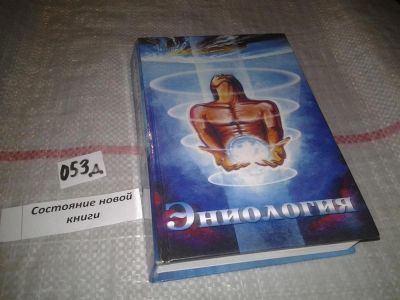 Эниология
053д
Состояние новой
книги